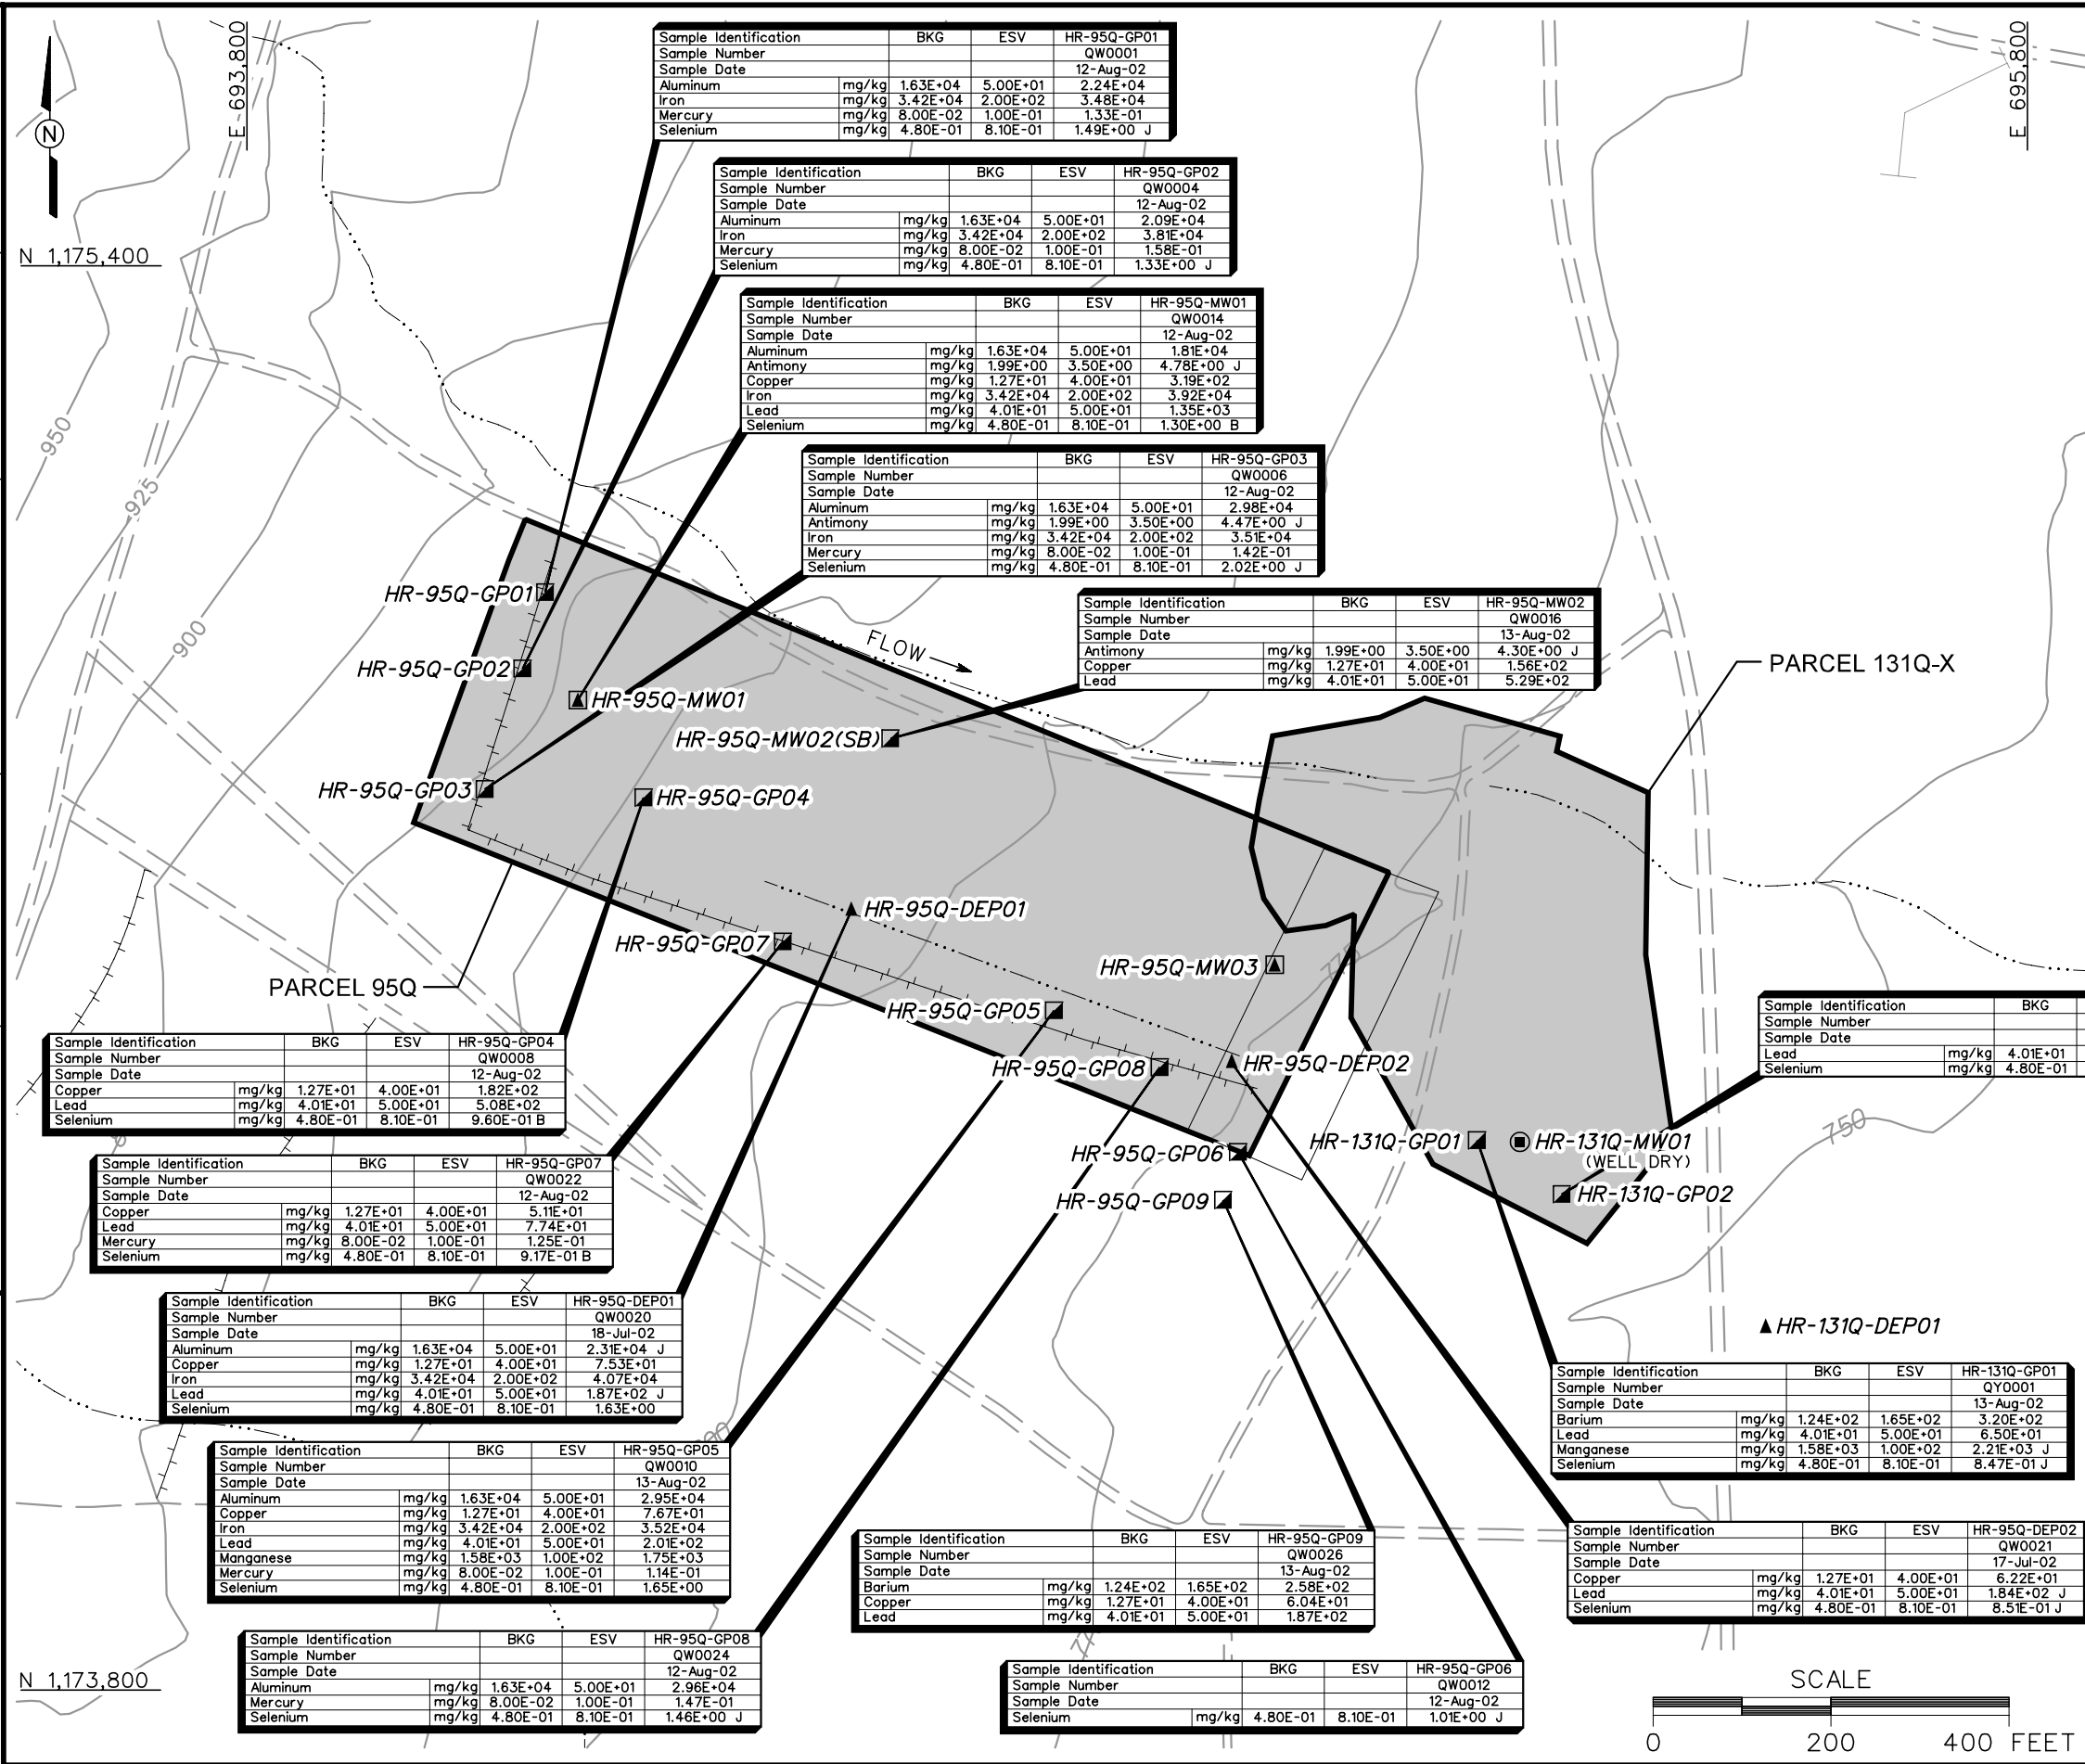 E 693,800
E 695,800
N
N 1,175,400
Sample Identification BKG ESV HR-95Q-GP01
Sample Number QW0001
Sample Date 12-Aug-02
Aluminum mg/kg 1.63E+04 5.00E+01 2.24E+04
Iron mg/kg 3.42E+04 2.00E+02 3.48E+04
Mercury mg/kg 8.00E-02 1.00E-01 1.33E-01
Selenium mg/kg 4.80E-01 8.10E-01 1.49E+00 J
Sample Identification BKG ESV HR-95Q-GP02
Sample Number QW0004
Sample Date 12-Aug-02
Aluminum mg/kg 1.63E+04 5.00E+01 2.09E+04
Iron mg/kg 3.42E+04 2.00E+02 3.81E+04
Mercury mg/kg 8.00E-02 1.00E-01 1.58E-01
Selenium mg/kg 4.80E-01 8.10E-01 1.33E+00 J
Sample Identification BKG ESV HR-95Q-MW01
Sample Number QW0014
Sample Date 12-Aug-02
Aluminum mg/kg 1.63E+04 5.00E+01 1.81E+04
Antimony mg/kg 1.99E+00 3.50E+00 4.78E+00 J
Copper mg/kg 1.27E+01 4.00E+01 3.19E+02
Iron mg/kg 3.42E+04 2.00E+02 3.92E+04
Lead mg/kg 4.01E+01 5.00E+01 1.35E+03
Selenium mg/kg 4.80E-01 8.10E-01 1.30E+00 B
Sample Identification BKG ESV HR-95Q-GP03
Sample Number QW0006
Sample Date 12-Aug-02
Aluminum mg/kg 1.63E+04 5.00E+01 2.98E+04
Antimony mg/kg 1.99E+00 3.50E+00 4.47E+00 J
Iron mg/kg 3.42E+04 2.00E+02 3.51E+04
Mercury mg/kg 8.00E-02 1.00E-01 1.42E-01
Selenium mg/kg 4.80E-01 8.10E-01 2.02E+00 J
Sample Identification BKG ESV HR-95Q-MW02
Sample Number QW0016
Sample Date 13-Aug-02
Antimony mg/kg 1.99E+00 3.50E+00 4.30E+00 J
Copper mg/kg 1.27E+01 4.00E+01 1.56E+02
Lead mg/kg 4.01E+01 5.00E+01 5.29E+02
950
925
900
HR-95Q-GP01
FLOW
HR-95Q-GP02
PARCEL 131Q-X
HR-95Q-MW01
HR-95Q-MW02(SB)
HR-95Q-GP03
HR-95Q-GP04
HR-95Q-DEP01
HR-95Q-GP07
HR-95Q-MW03
PARCEL 95Q
HR-95Q-GP05
HR-95Q-GP08
HR-95Q-DEP02
Sample Identification BKG
Sample Number
Sample Date
Lead mg/kg 4.01E+01
Selenium mg/kg 4.80E-01
750
HR-95Q-GP06
HR-131Q-GP01
HR-131Q-MW01
(WELL DRY)
HR-131Q-GP02
HR-95Q-GP09
Sample Identification BKG ESV HR-95Q-GP04
Sample Number QW0008
Sample Date 12-Aug-02
Copper mg/kg 1.27E+01 4.00E+01 1.82E+02
Lead mg/kg 4.01E+01 5.00E+01 5.08E+02
Selenium mg/kg 4.80E-01 8.10E-01 9.60E-01 B
Sample Identification BKG ESV HR-95Q-GP07
Sample Number QW0022
Sample Date 12-Aug-02
Copper mg/kg 1.27E+01 4.00E+01 5.11E+01
Lead mg/kg 4.01E+01 5.00E+01 7.74E+01
Mercury mg/kg 8.00E-02 1.00E-01 1.25E-01
Selenium mg/kg 4.80E-01 8.10E-01 9.17E-01 B
Sample Identification BKG ESV HR-95Q-DEP01
Sample Number QW0020
Sample Date 18-Jul-02
Aluminum mg/kg 1.63E+04 5.00E+01 2.31E+04 J
Copper mg/kg 1.27E+01 4.00E+01 7.53E+01
Iron mg/kg 3.42E+04 2.00E+02 4.07E+04
Lead mg/kg 4.01E+01 5.00E+01 1.87E+02 J
Selenium mg/kg 4.80E-01 8.10E-01 1.63E+00
HR-131Q-DEP01
Sample Identification BKG ESV HR-131Q-GP01
Sample Number QY0001
Sample Date 13-Aug-02
Barium mg/kg 1.24E+02 1.65E+02 3.20E+02
Lead mg/kg 4.01E+01 5.00E+01 6.50E+01
Manganese mg/kg 1.58E+03 1.00E+02 2.21E+03 J
Selenium mg/kg 4.80E-01 8.10E-01 8.47E-01 J
Sample Identification BKG ESV HR-95Q-GP05
Sample Number QW0010
Sample Date 13-Aug-02
Aluminum mg/kg 1.63E+04 5.00E+01 2.95E+04
Copper mg/kg 1.27E+01 4.00E+01 7.67E+01
Iron mg/kg 3.42E+04 2.00E+02 3.52E+04
Lead mg/kg 4.01E+01 5.00E+01 2.01E+02
Manganese mg/kg 1.58E+03 1.00E+02 1.75E+03
Mercury mg/kg 8.00E-02 1.00E-01 1.14E-01
Selenium mg/kg 4.80E-01 8.10E-01 1.65E+00
Sample Identification BKG ESV HR-95Q-GP09
Sample Number QW0026
Sample Date 13-Aug-02
Barium mg/kg 1.24E+02 1.65E+02 2.58E+02
Copper mg/kg 1.27E+01 4.00E+01 6.04E+01
Lead mg/kg 4.01E+01 5.00E+01 1.87E+02
Sample Identification BKG ESV HR-95Q-DEP02
Sample Number QW0021
Sample Date 17-Jul-02
Copper mg/kg 1.27E+01 4.00E+01 6.22E+01
Lead mg/kg 4.01E+01 5.00E+01 1.84E+02 J
Selenium mg/kg 4.80E-01 8.10E-01 8.51E-01 J
Sample Identification BKG ESV HR-95Q-GP08
Sample Number QW0024
Sample Date 12-Aug-02
Aluminum mg/kg 1.63E+04 5.00E+01 2.96E+04
Mercury mg/kg 8.00E-02 1.00E-01 1.47E-01
Selenium mg/kg 4.80E-01 8.10E-01 1.46E+00 J
Sample Identification BKG ESV HR-95Q-GP06
Sample Number QW0012
Sample Date 12-Aug-02
Selenium mg/kg 4.80E-01 8.10E-01 1.01E+00 J
N 1,173,800
SCALE
0 200 400 FEET